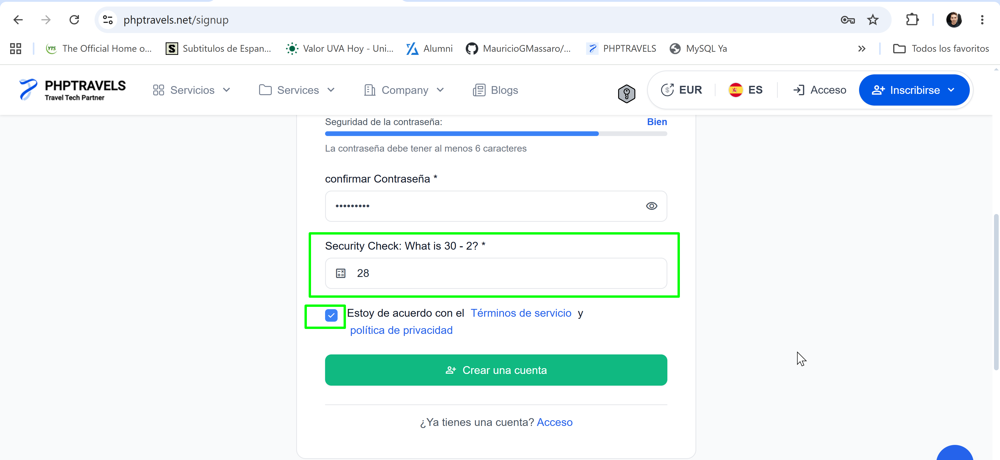 phptravels.net/signup
YTS The Official Home o... S Subtitulos de Espan... Valor UVA Hoy - Uni... Alumni MauricioGMassaro/... PHPTRAVELS MySQL Ya Todos los favoritos
PHPTRAVELS
Travel Tech Partner
Servicios Services Company Blogs $ EUR ES Acceso Inscribirse
Seguridad de la contraseña: Bien
La contraseña debe tener al menos 6 caracteres
confirmar Contraseña *
•••••••••
Security Check: What is 30 - 2? *
28
Estoy de acuerdo con el Términos de servicio y
política de privacidad
Crear una cuenta
¿Ya tienes una cuenta? Acceso